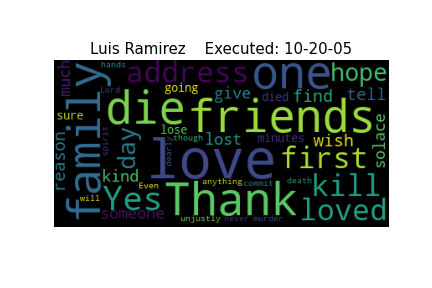 Luis Ramirez    Executed: 10-20-05
hands
much
Lord
address
one
hope
family
going
die
give
died
find
tell
sure
friends
reason
spirit
day
lose
though
lost
minutes
wish
solace
dearly
love
first
kind
Even
anything
commit
death
kill
will
Yes
Thank
loved
someone
unjustly
never
murder